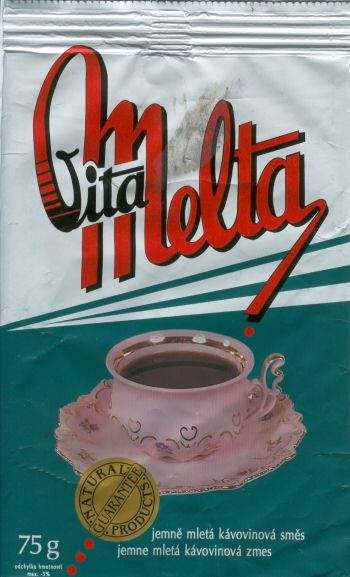 Vita
Melta
NATURAL
GUARANTEE
PRODUCTS
75 g
odchylka hmotnosti
max. -5%
jemně mletá kávovinová směs
jemne mletá kávovinová zmes